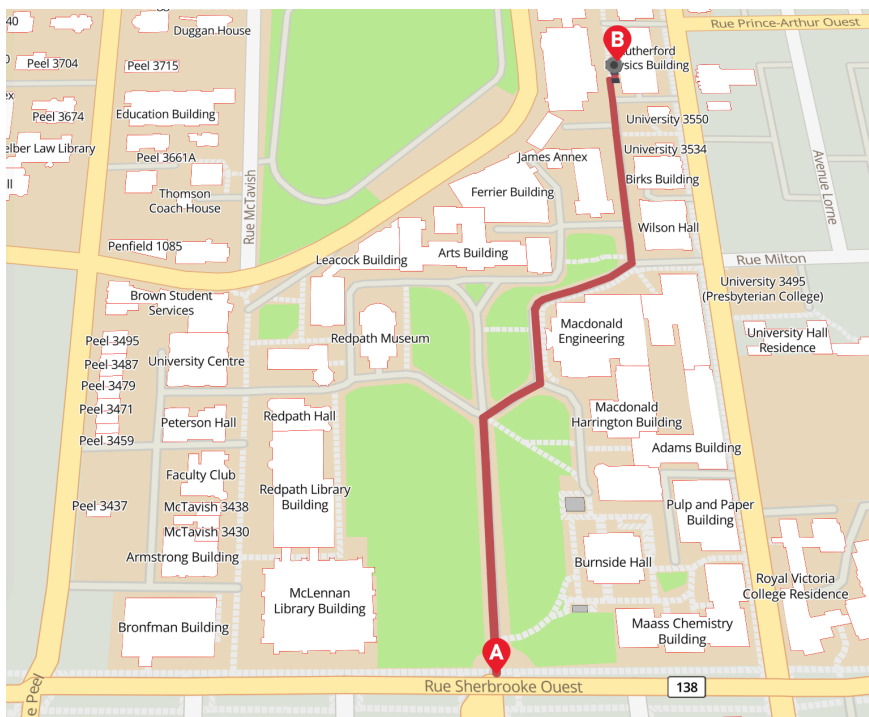 40
Duggan House
Rue Prince-Arthur Ouest
B
Peel 3704
Peel 3715
utherford
ysics Building
Education Building
Peel 3674
University 3550
elber Law Library
Peel 3661A
James Annex
University 3534
Birks Building
Avenue Lorne
Rue McTavish
Thomson
Coach House
Ferrier Building
Wilson Hall
Penfield 1085
Leacock Building
Arts Building
Rue Milton
University 3495
(Presbyterian College)
Brown Student
Services
Peel 3495
Redpath Museum
Macdonald
Engineering
University Hall
Residence
Peel 3487
University Centre
Peel 3479
Peel 3471
Peterson Hall
Redpath Hall
Macdonald
Harrington Building
Peel 3459
Adams Building
Faculty Club
Redpath Library
Building
Peel 3437
McTavish 3438
Pulp and Paper
Building
McTavish 3430
Armstrong Building
Burnside Hall
Royal Victoria
College Residence
McLennan
Library Building
Bronfman Building
Maass Chemistry
Building
A
Rue Sherbrooke Ouest
138
e Peel